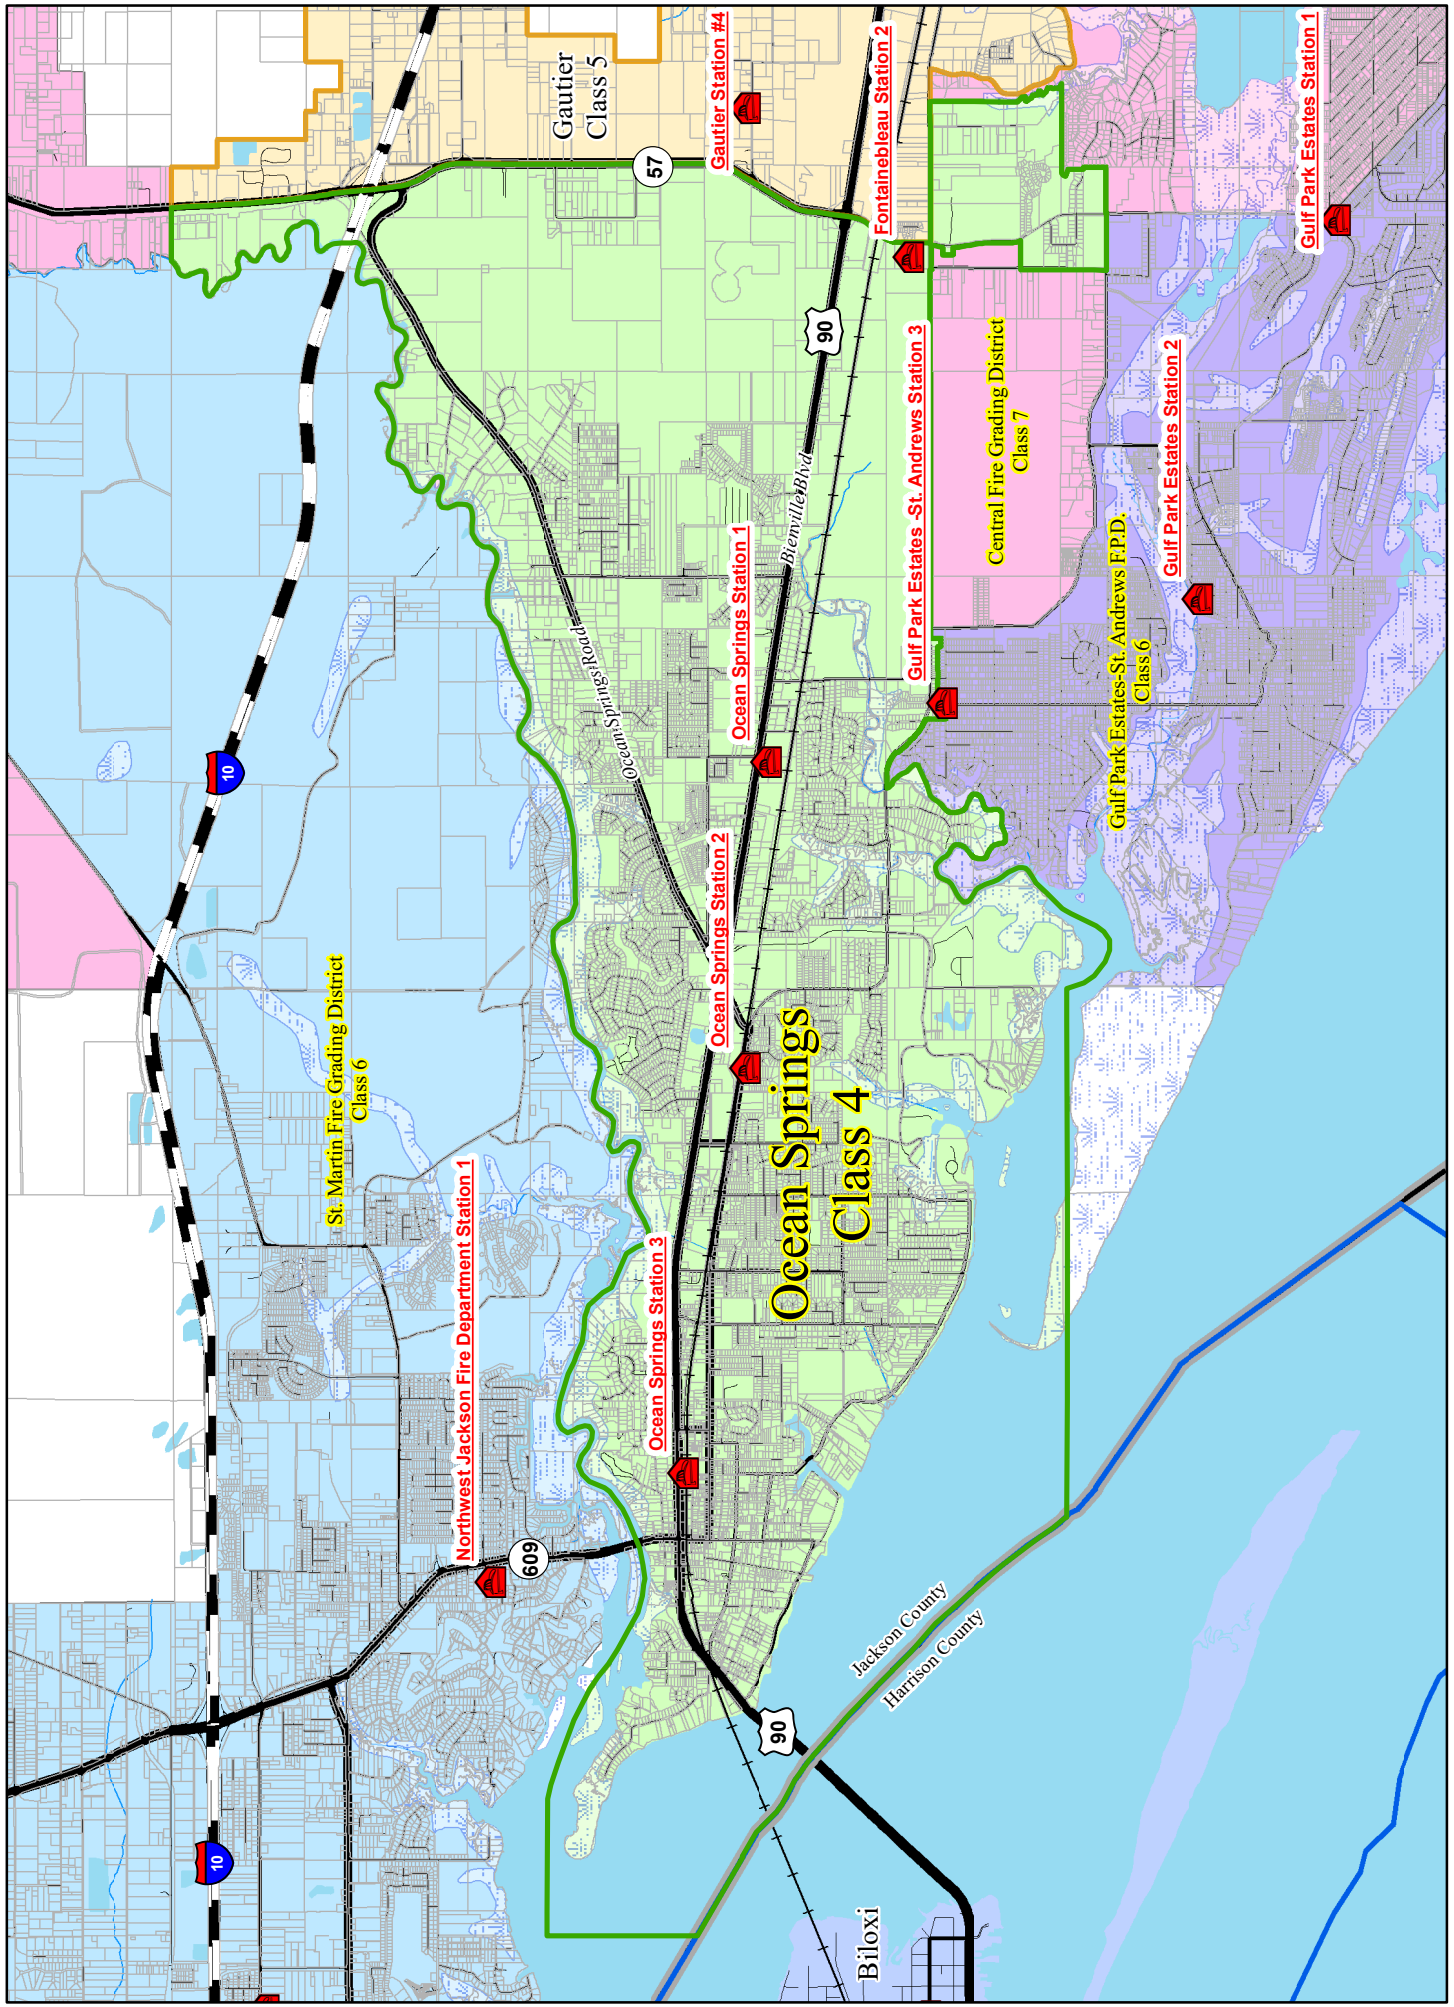 10
10
St. Martin Fire Grading District
Class 6
Northwest Jackson Fire Department Station 1
609
57
Gautier
Class 5
Gautier Station #4
Ocean Springs Road
Ocean Springs Station 3
Ocean Springs Station 2
Ocean Springs Station 1
Bienville Blvd
90
Fontainebleau Station 2
Ocean Springs
Class 4
90
Biloxi
Jackson County
Harrison County
Gulf Park Estates -St. Andrews Station 3
Central Fire Grading District
Class 7
Gulf Park Estates-St. Andrews F.P.D.
Class 6
Gulf Park Estates Station 2
Gulf Park Estates Station 1